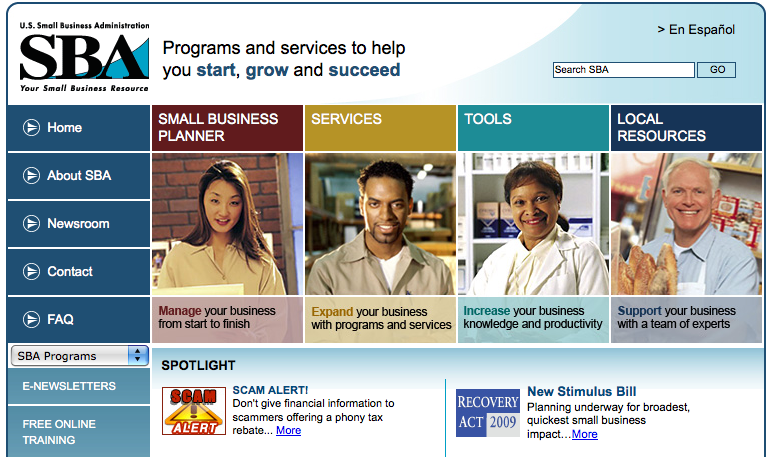 U.S. Small Business Administration
SBA
Your Small Business Resource
Programs and services to help
you start, grow and succeed
> En Español
Search SBA
GO
Home
About SBA
Newsroom
Contact
FAQ
SBA Programs
E-NEWSLETTERS
FREE ONLINE
TRAINING
SMALL BUSINESS
PLANNER
Manage your business
from start to finish
SERVICES
Expand your business
with programs and services
TOOLS
Increase your business
knowledge and productivity
LOCAL
RESOURCES
Support your business
with a team of experts
SPOTLIGHT
SCAM
ALERT
SCAM ALERT!
Don't give financial information to
scammers offering a phony tax
rebate... More
RECOVERY
ACT 2009
New Stimulus Bill
Planning underway for broadest,
quickest small business
impact…More